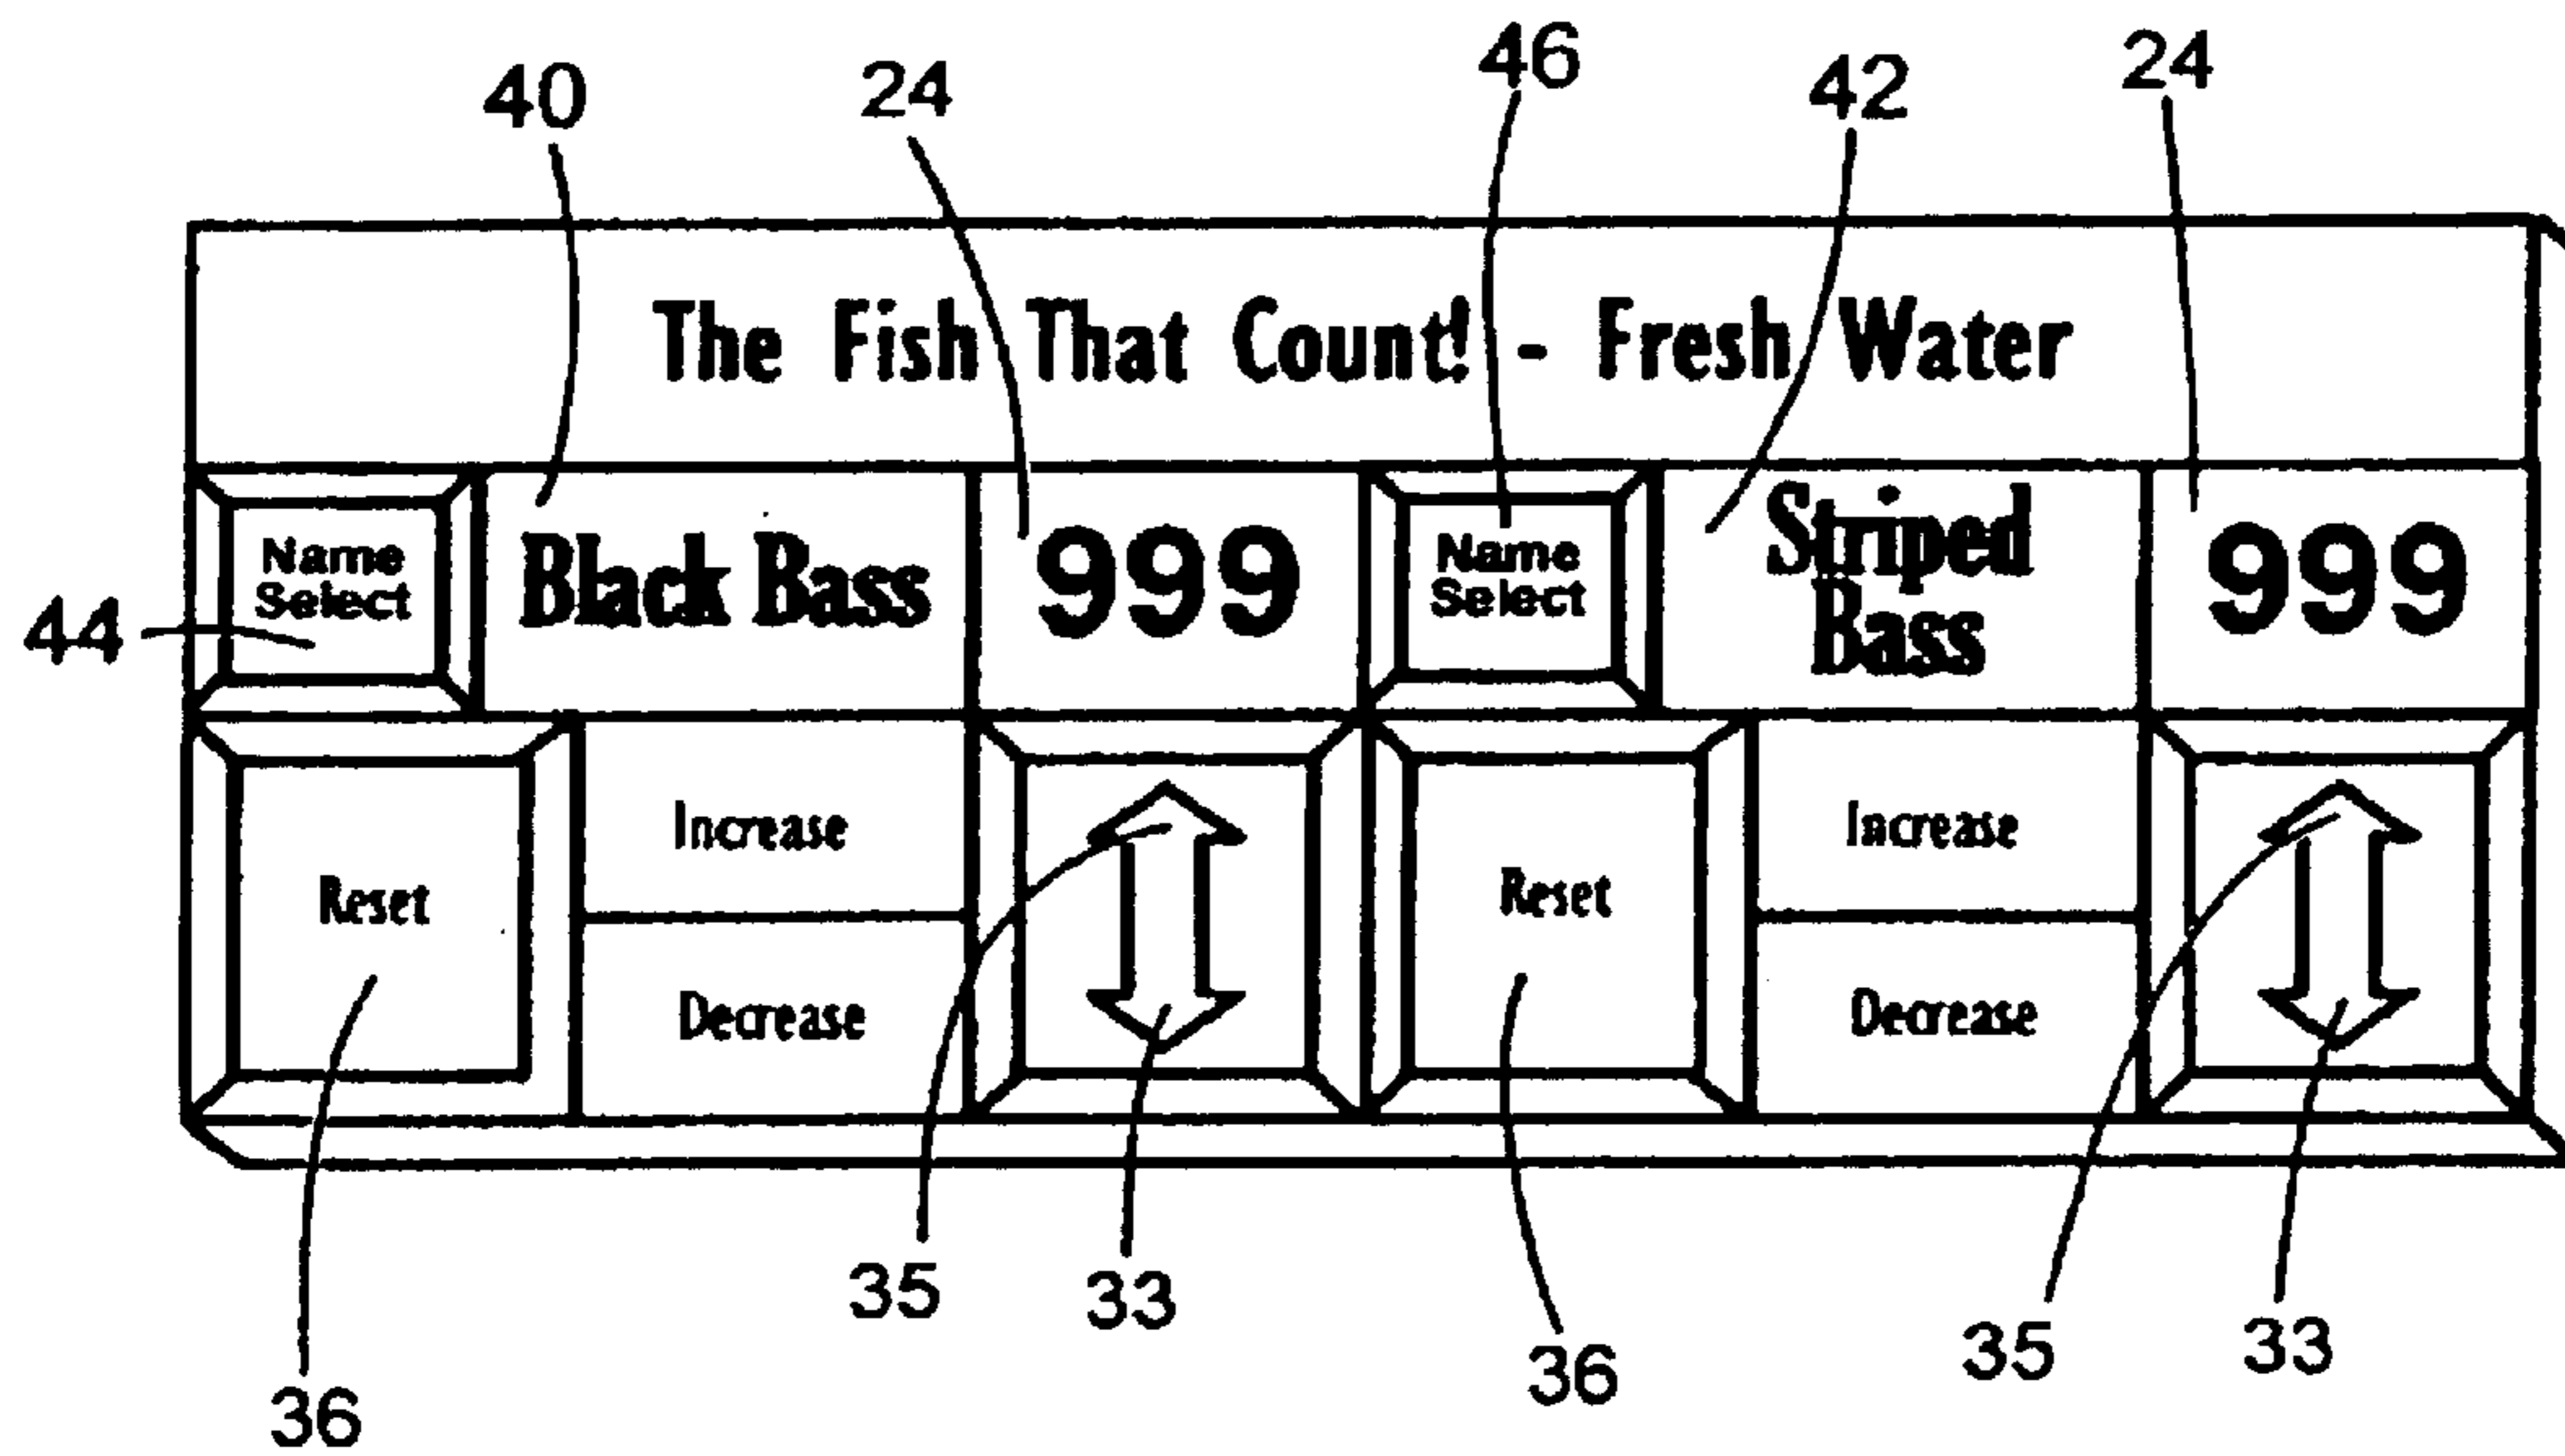 40 24 46 42 24
The Fish That Count! - Fresh Water
Name
Select
Black Bass
999
Name
Select
Striped
Bass
999
44
Reset
Increase
Decrease
Reset
Increase
Decrease
35 33 36 35 33
36